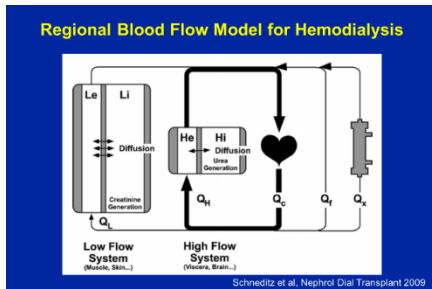 Regional Blood Flow Model for Hemodialysis
Le Li
He Hi
Diffusion
Diffusion
Urea
Generation
Creatinine
Generation
QL
QH
Qc
Qf
Qx
Low Flow
System
(Muscle, Skin...)
High Flow
System
(Viscera, Brain...)
Schneditz et al, Nephrol Dial Transplant 2009